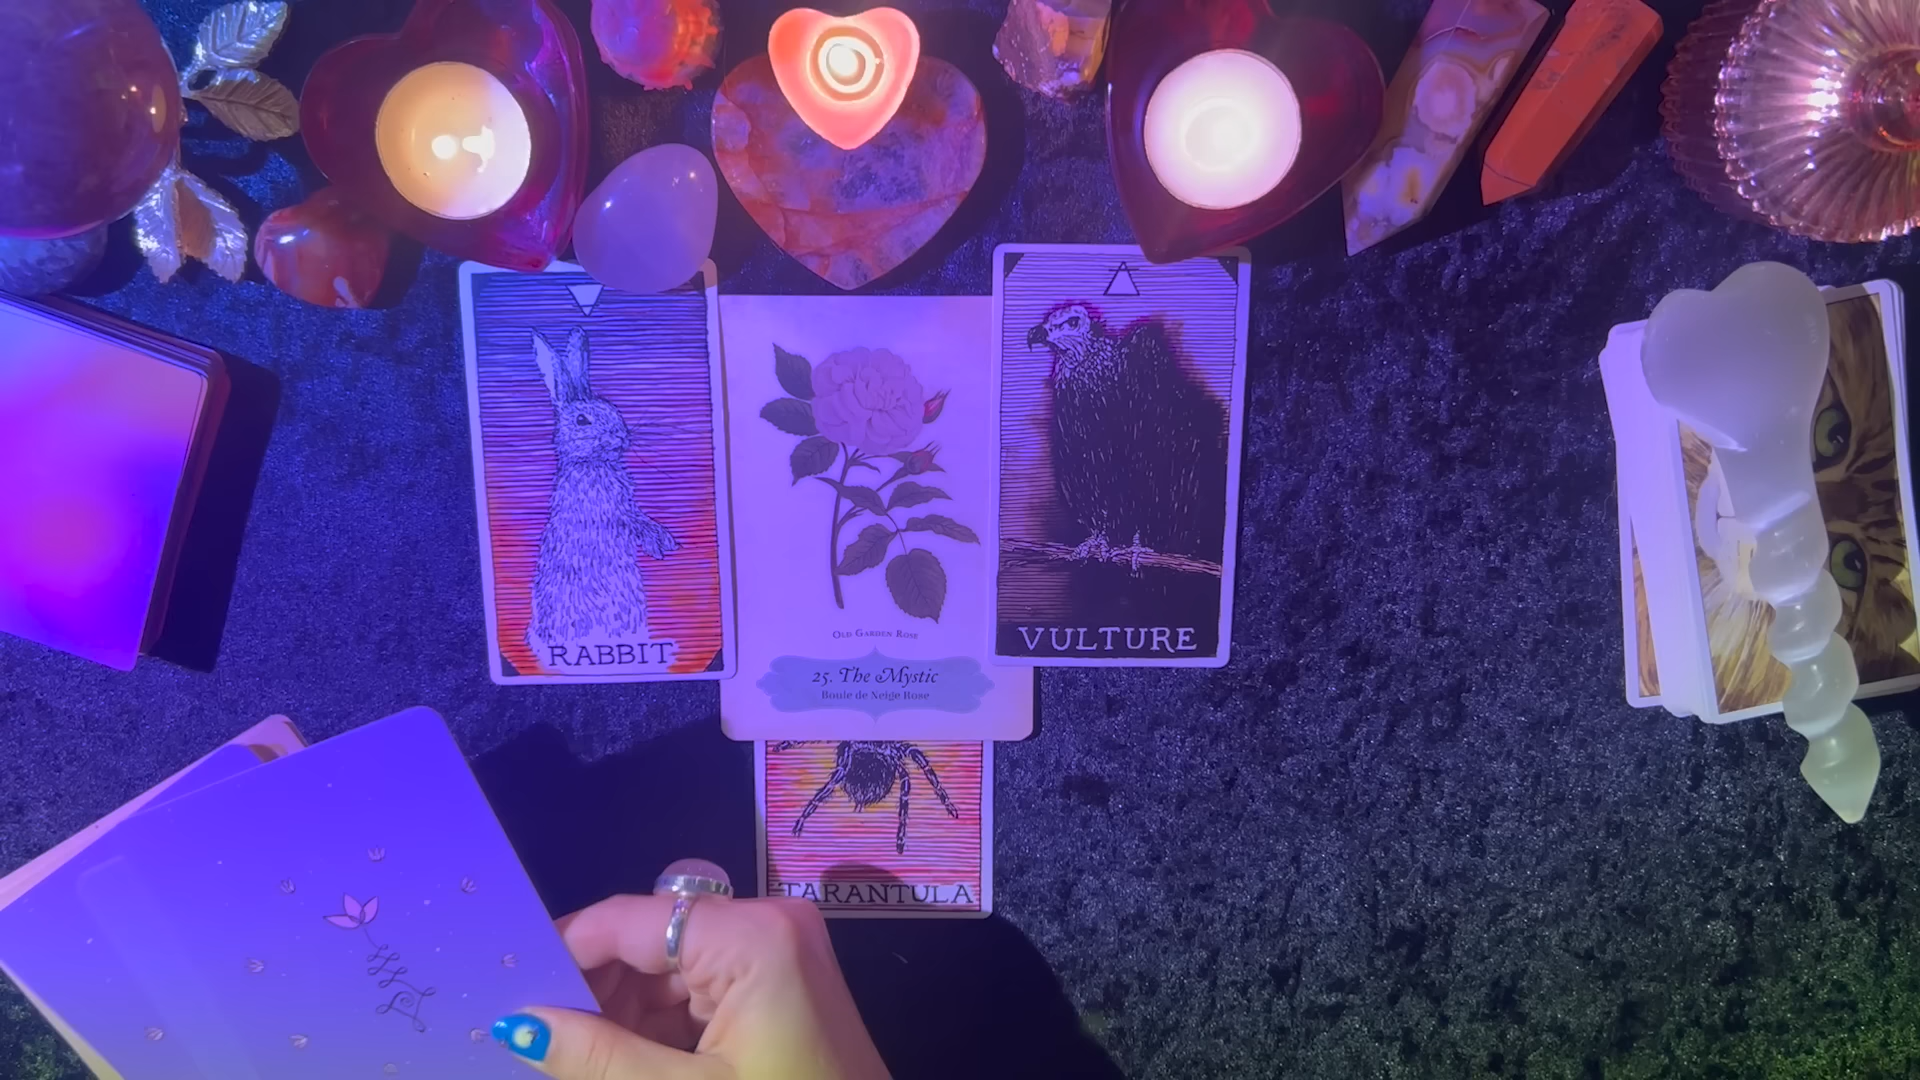 RABBIT
OLD GARDEN ROSE
25. The Mystic
Boule de Neige Rose
VULTURE
TARANTULA